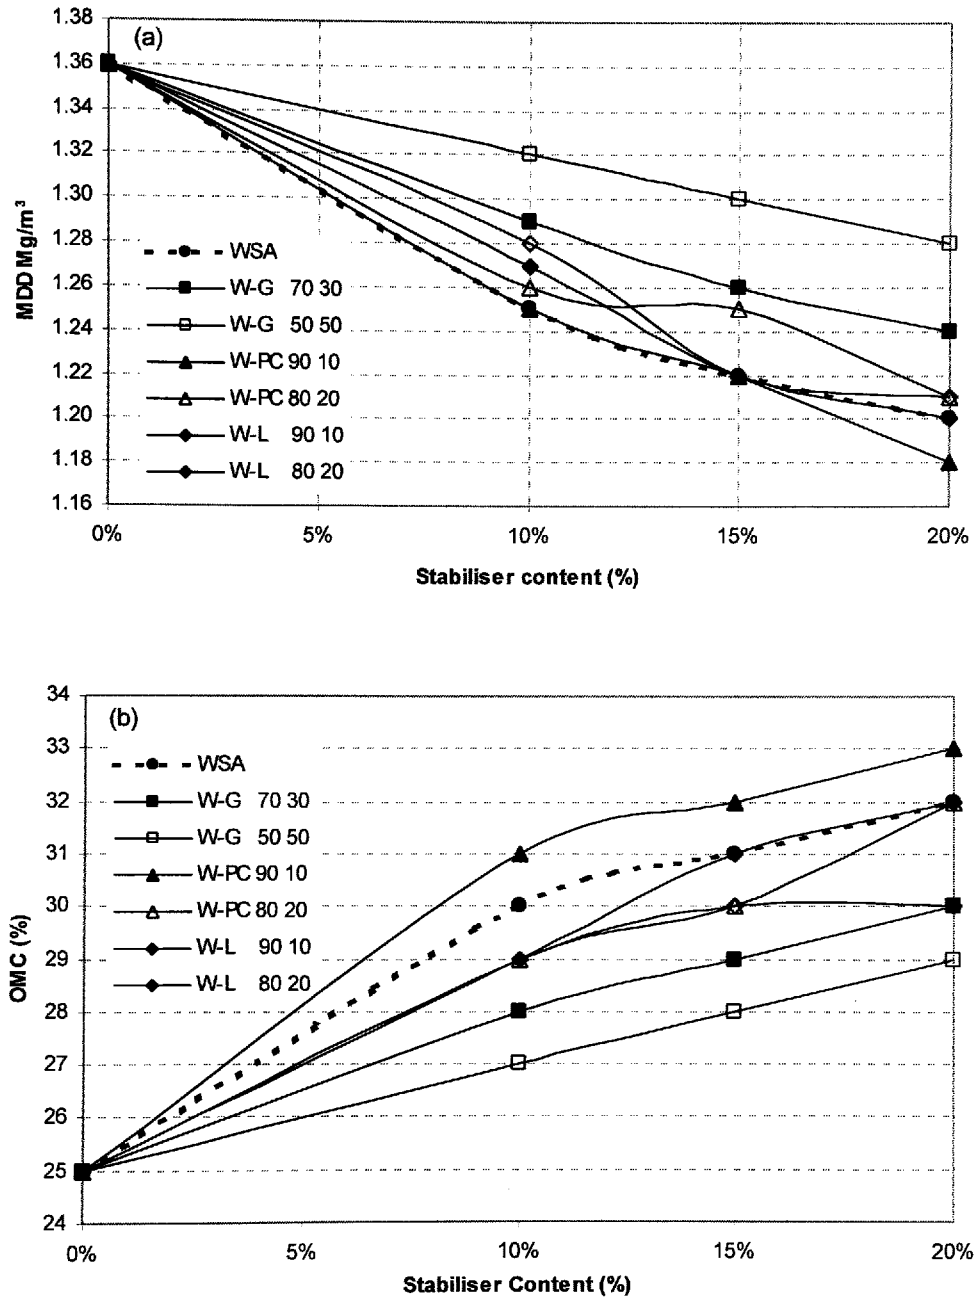 (a)
1.38
1.36
1.34
1.32
1.30
1.28
1.26
1.24
1.22
1.20
1.18
1.16
MDD Mg/m³
WSA
W-G 70 30
W-G 50 50
W-PC 90 10
W-PC 80 20
W-L 90 10
W-L 80 20
0% 5% 10% 15% 20%
Stabiliser content (%)
(b)
34
33
32
31
30
29
28
27
26
25
24
OMC (%)
WSA
W-G 70 30
W-G 50 50
W-PC 90 10
W-PC 80 20
W-L 90 10
W-L 80 20
0% 5% 10% 15% 20%
Stabiliser Content (%)